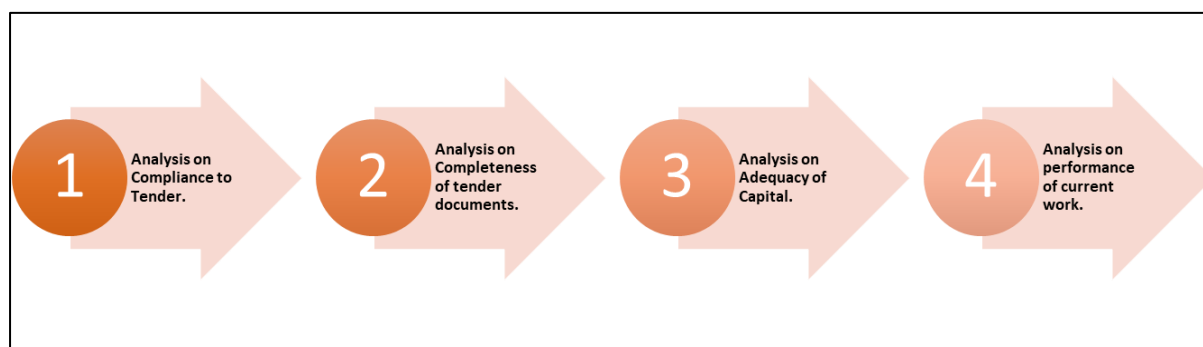 1
Analysis on
Compliance to
Tender.
2
Analysis on
Completeness
of tender
documents.
3
Analysis on
Adequacy of
Capital.
4
Analysis on
performance
of current
work.